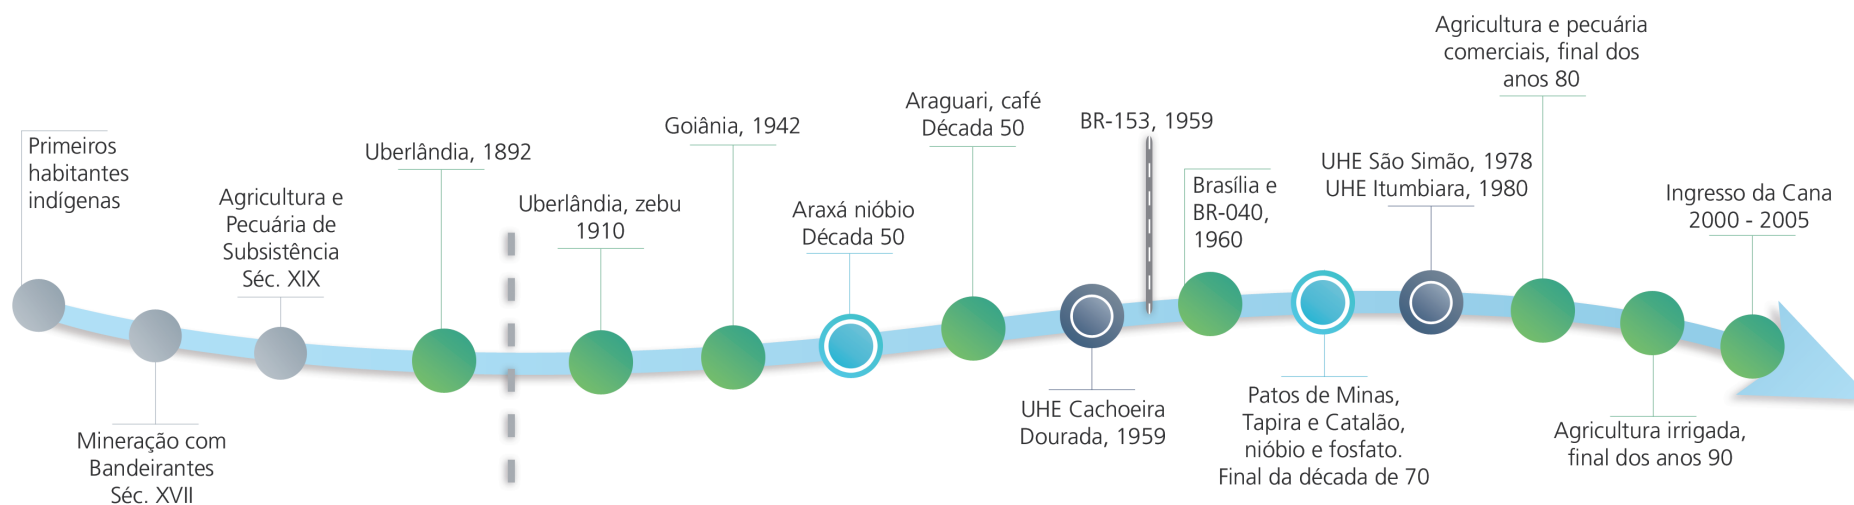 Primeiros
habitantes
indígenas
Mineração com
Bandeirantes
Séc. XVII
Agricultura e
Pecuária de
Subsistência
Séc. XIX
Uberlândia, 1892
Uberlândia, zebu
1910
Goiânia, 1942
Araxá nióbio
Década 50
Araguari, café
Década 50
UHE Cachoeira
Dourada, 1959
BR-153, 1959
Brasília e
BR-040,
1960
Patos de Minas,
Tapira e Catalão,
nióbio e fosfato.
Final da década de 70
UHE São Simão, 1978
UHE Itumbiara, 1980
Agricultura e pecuária
comerciais, final dos
anos 80
Agricultura irrigada,
final dos anos 90
Ingresso da Cana
2000 - 2005